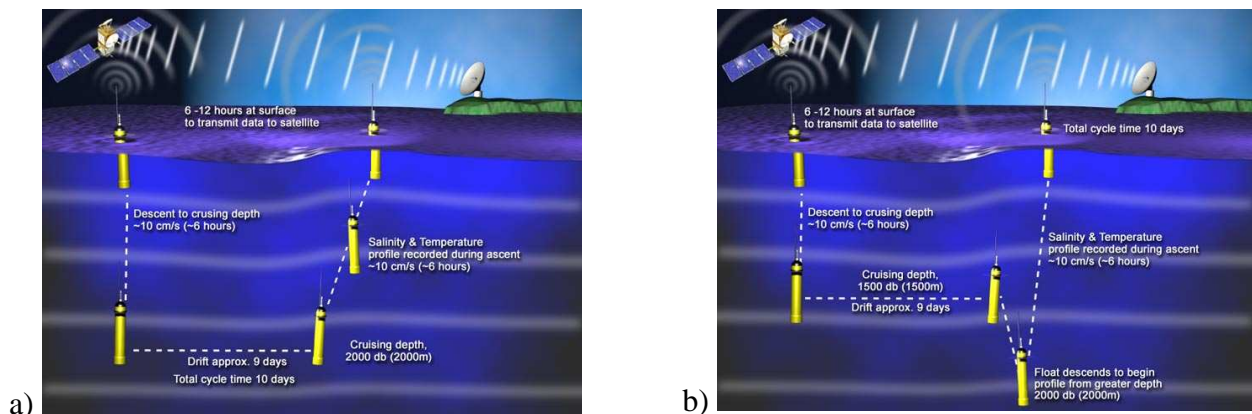 6 -12 hours at surface
to transmit data to satellite
Descent to crusing depth
~10 cm/s (~6 hours)
Salinity & Temperature
profile recorded during ascent
~10 cm/s (~6 hours)
Drift approx. 9 days
Total cycle time 10 days
Cruising depth,
2000 db (2000m)
a)
6 -12 hours at surface
to transmit data to satellite
Total cycle time 10 days
Descent to crusing depth
~10 cm/s (~6 hours)
Salinity & Temperature
profile recorded during ascent
~10 cm/s (~6 hours)
Cruising depth,
1500 db (1500m)
Drift approx. 9 days
Float descends to begin
profile from greater depth
2000 db (2000m)
b)